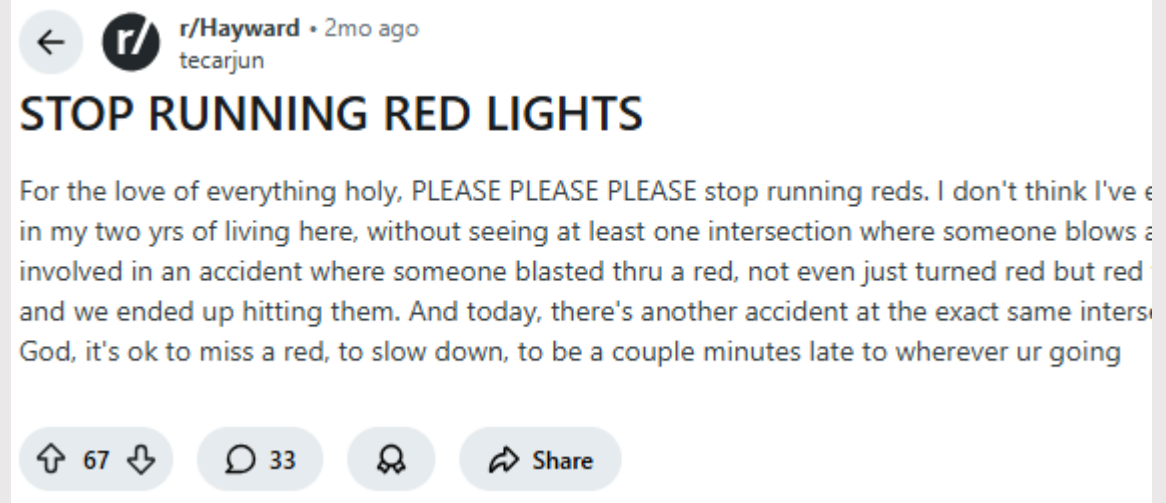 r/ r/Hayward • 2mo ago
tecarjun
STOP RUNNING RED LIGHTS
For the love of everything holy, PLEASE PLEASE PLEASE stop running reds. I don't think I've
in my two yrs of living here, without seeing at least one intersection where someone blows
involved in an accident where someone blasted thru a red, not even just turned red but red
and we ended up hitting them. And today, there's another accident at the exact same
God, it's ok to miss a red, to slow down, to be a couple minutes late to wherever ur going
67 33 Share